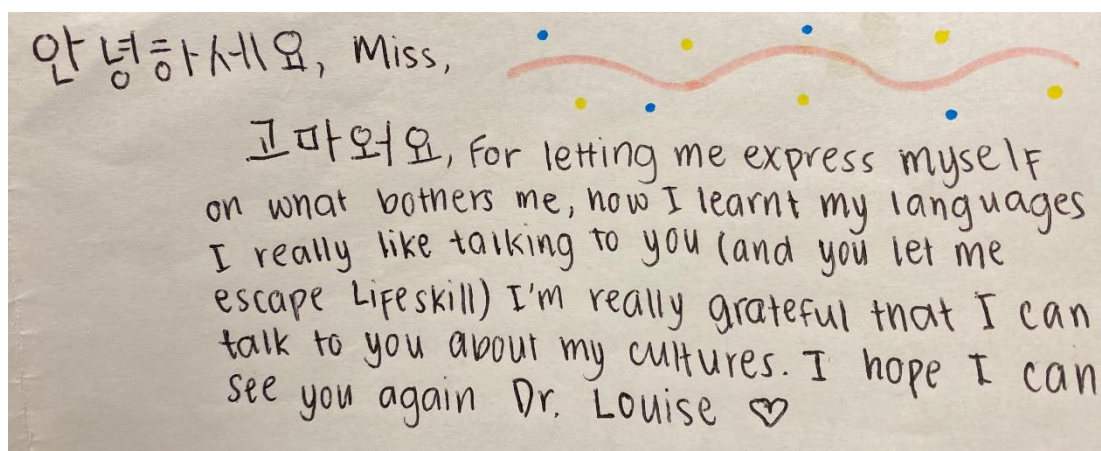 안녕하세요, Miss,
고마워요, For letting me express myself
on what bothers me, how I learnt my languages
I really like talking to you (and you let me
escape Lifeskill) I'm really grateful that I can
talk to you about my cultures. I hope I can
see you again Dr. Louise ♡